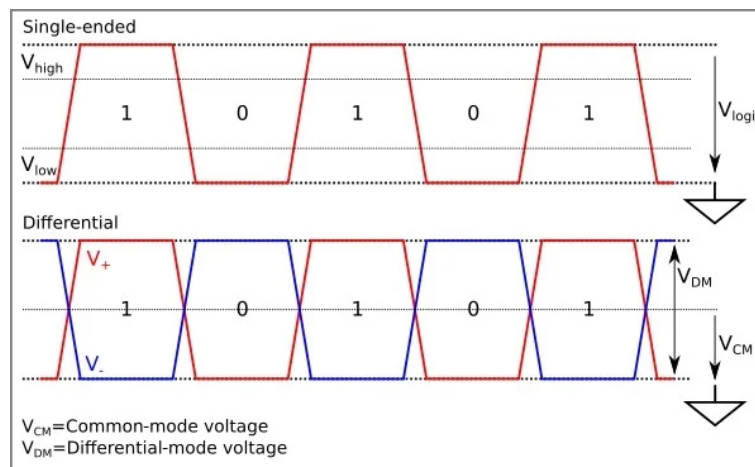 Single-ended
Vhigh
1 0 1 0 1
Vlogi
Vlow
Differential
V+
VDM
1 0 1 0 1
VCM
V-
VCM=Common-mode voltage
VDM=Differential-mode voltage